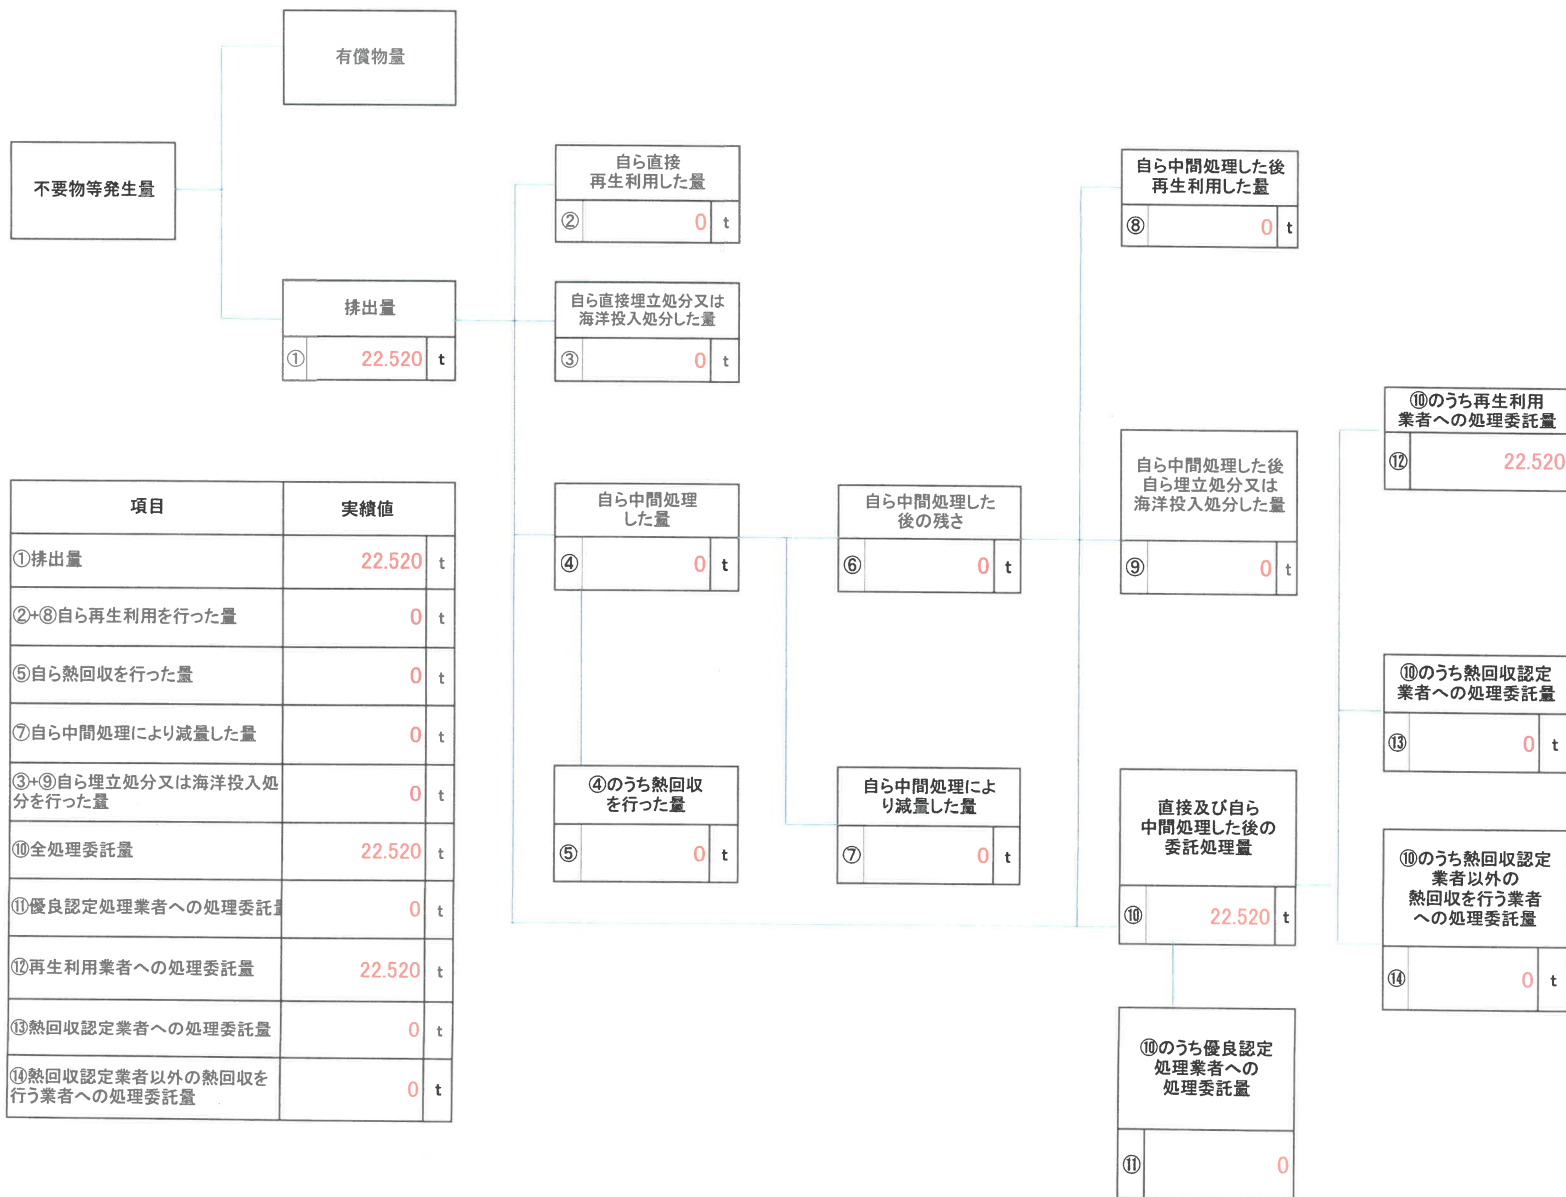 有償物量
不要物等発生量
自ら直接
再生利用した量
② 0 t
自ら中間処理した後
再生利用した量
⑧ 0 t
排出量
① 22.520 t
自ら直接埋立処分又は
海洋投入処分した量
③ 0 t
⑩のうち再生利用
業者への処理委託量
⑫ 22.520
自ら中間処理
した量
④ 0 t
自ら中間処理した
後の残さ
⑥ 0 t
自ら中間処理した後
自ら埋立処分又は
海洋投入処分した量
⑨ 0 t
⑩のうち熱回収認定
業者への処理委託量
⑬ 0 t
④のうち熱回収
を行った量
⑤ 0 t
自ら中間処理によ
り減量した量
⑦ 0 t
直接及び自ら
中間処理した後の
委託処理量
⑩ 22.520 t
⑩のうち熱回収認定
業者以外の
熱回収を行う業者
への処理委託量
⑭ 0 t
⑩のうち優良認定
処理業者への
処理委託量
⑪ 0
項目 実績値
①排出量 22.520 t
②+⑧自ら再生利用を行った量 0 t
⑤自ら熱回収を行った量 0 t
⑦自ら中間処理により減量した量 0 t
③+⑨自ら埋立処分又は海洋投入処
分を行った量 0 t
⑩全処理委託量 22.520 t
⑪優良認定処理業者への処理委託 0 t
⑫再生利用業者への処理委託量 22.520 t
⑬熱回収認定業者への処理委託量 0 t
⑭熱回収認定業者以外の熱回収を
行う業者への処理委託量 0 t